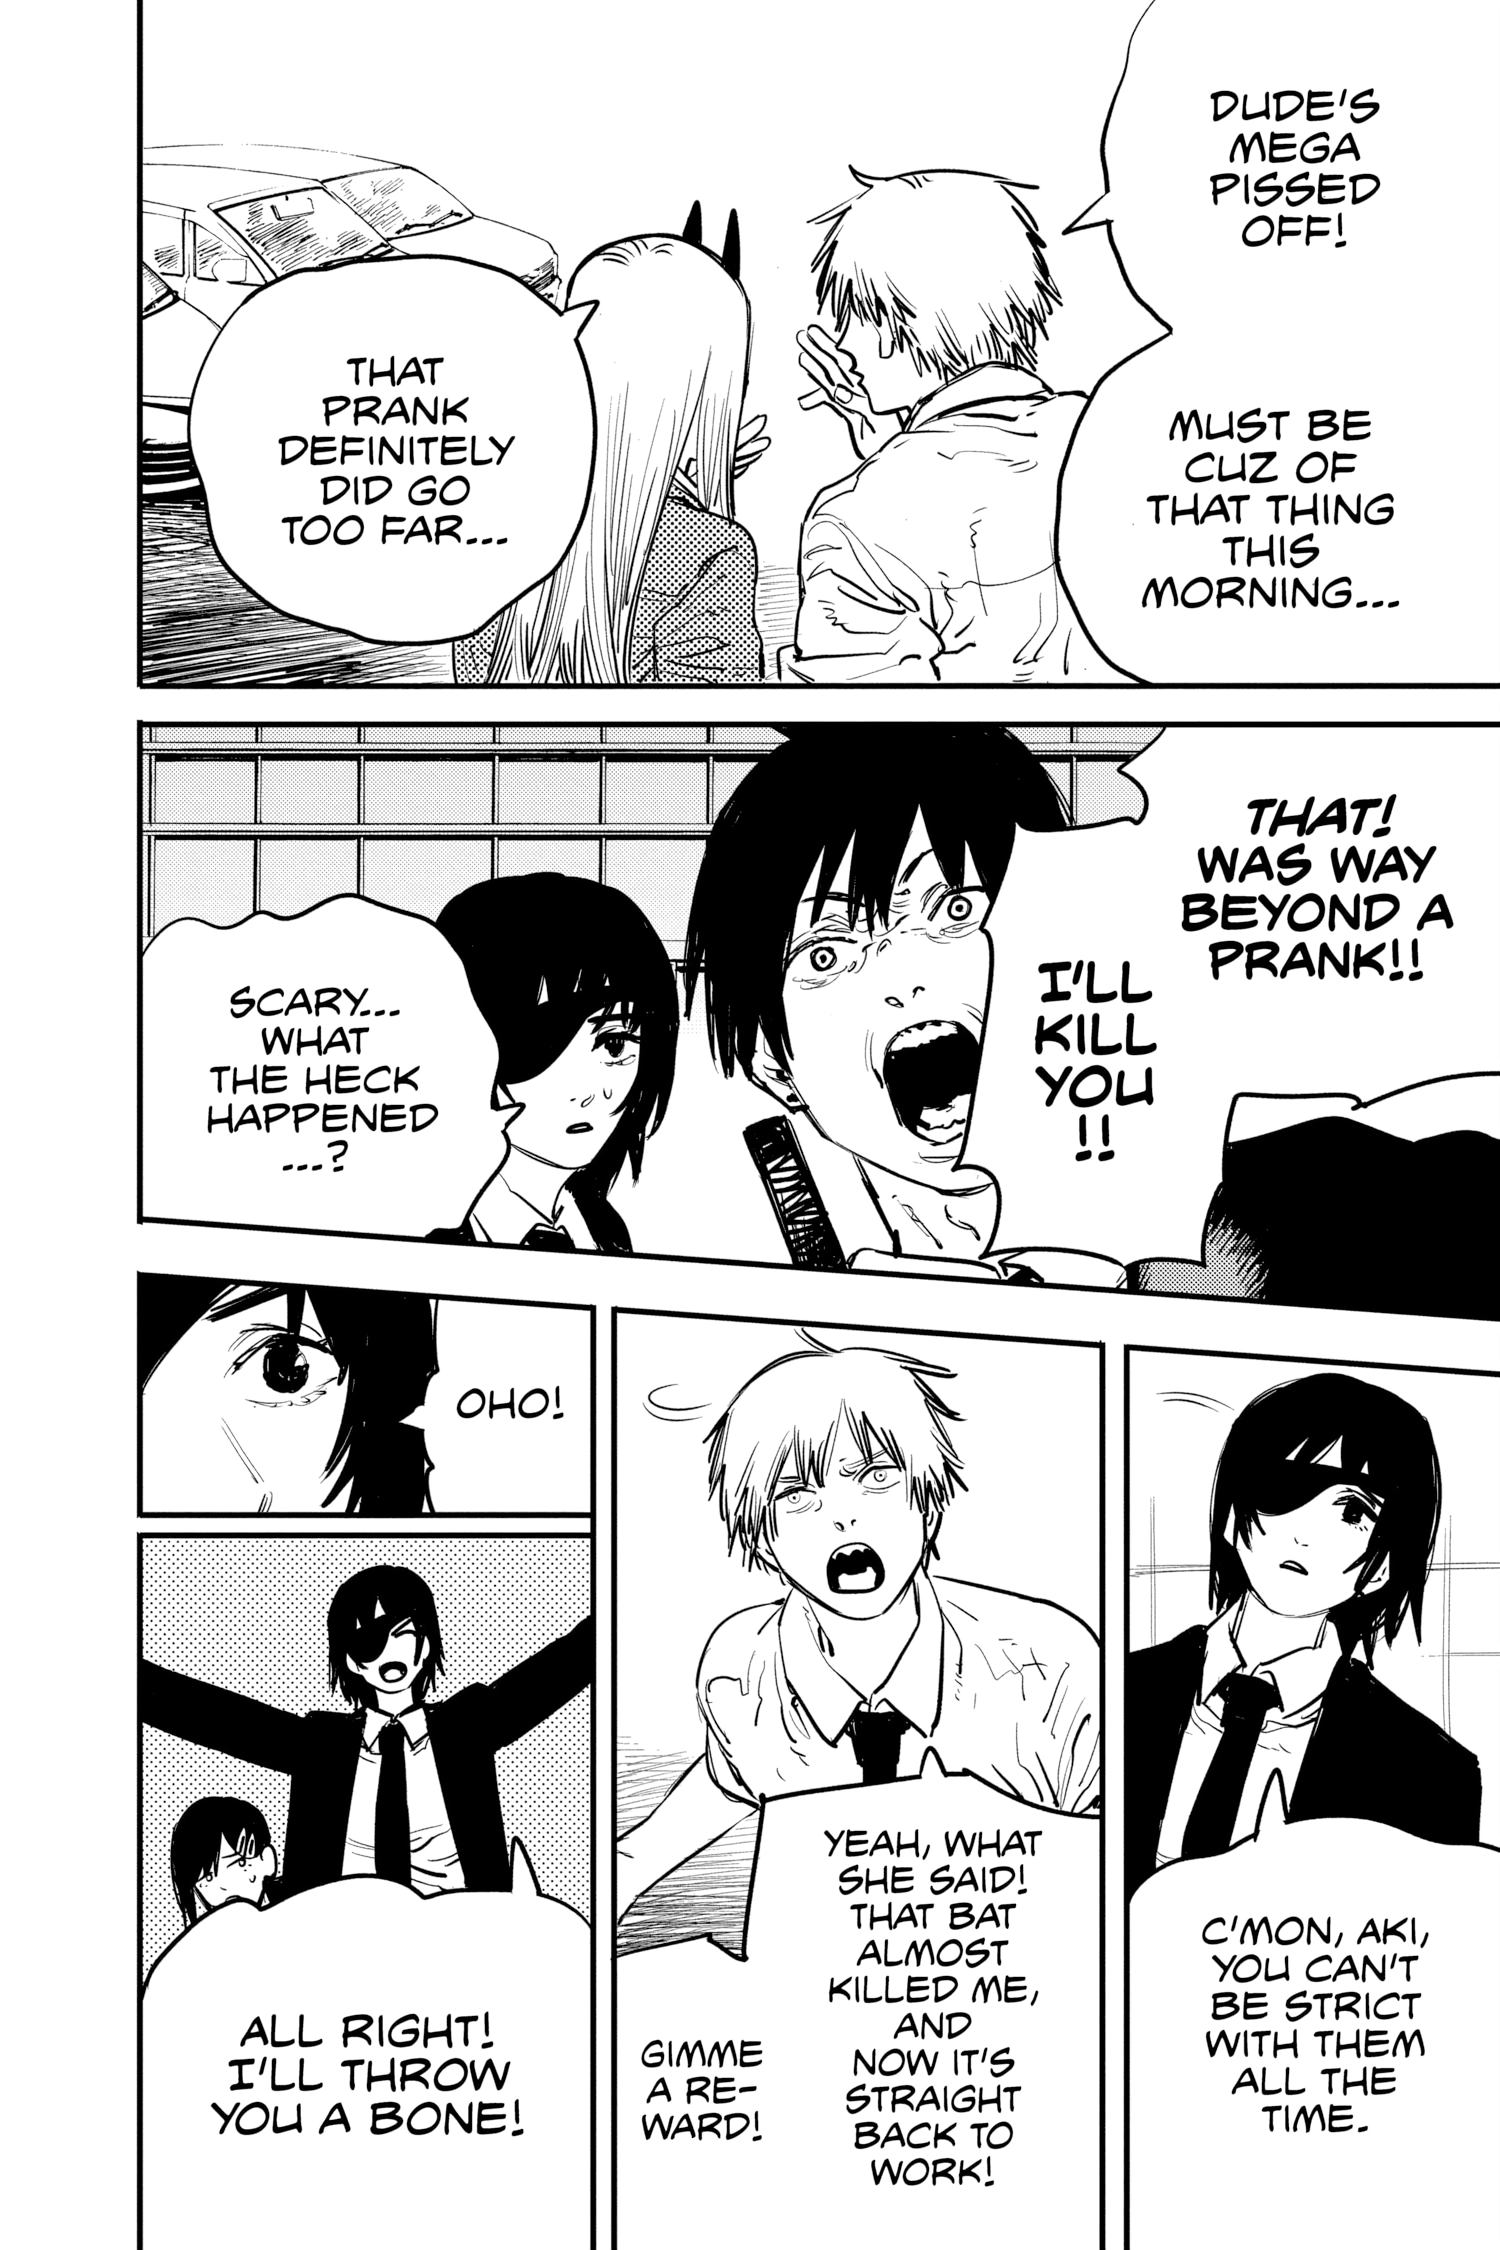 DUDE'S
MEGA
PISSED
OFF!
MUST BE
CUZ OF
THAT THING
THIS
MORNING...
THAT
PRANK
DEFINITELY
DID GO
TOO FAR...
THAT!
WAS WAY
BEYOND A
PRANK!!
I'LL
KILL
YOU
!!
SCARY...
WHAT
THE HECK
HAPPENED
...?
C'MON, AKI,
YOU CAN'T
BE STRICT
WITH THEM
ALL THE
TIME.
YEAH, WHAT
SHE SAID!
THAT BAT
ALMOST
KILLED ME,
AND
NOW IT'S
STRAIGHT
BACK TO
WORK!
GIMME
A RE-
WARD!
OHO!
ALL RIGHT!
I'LL THROW
YOU A BONE!